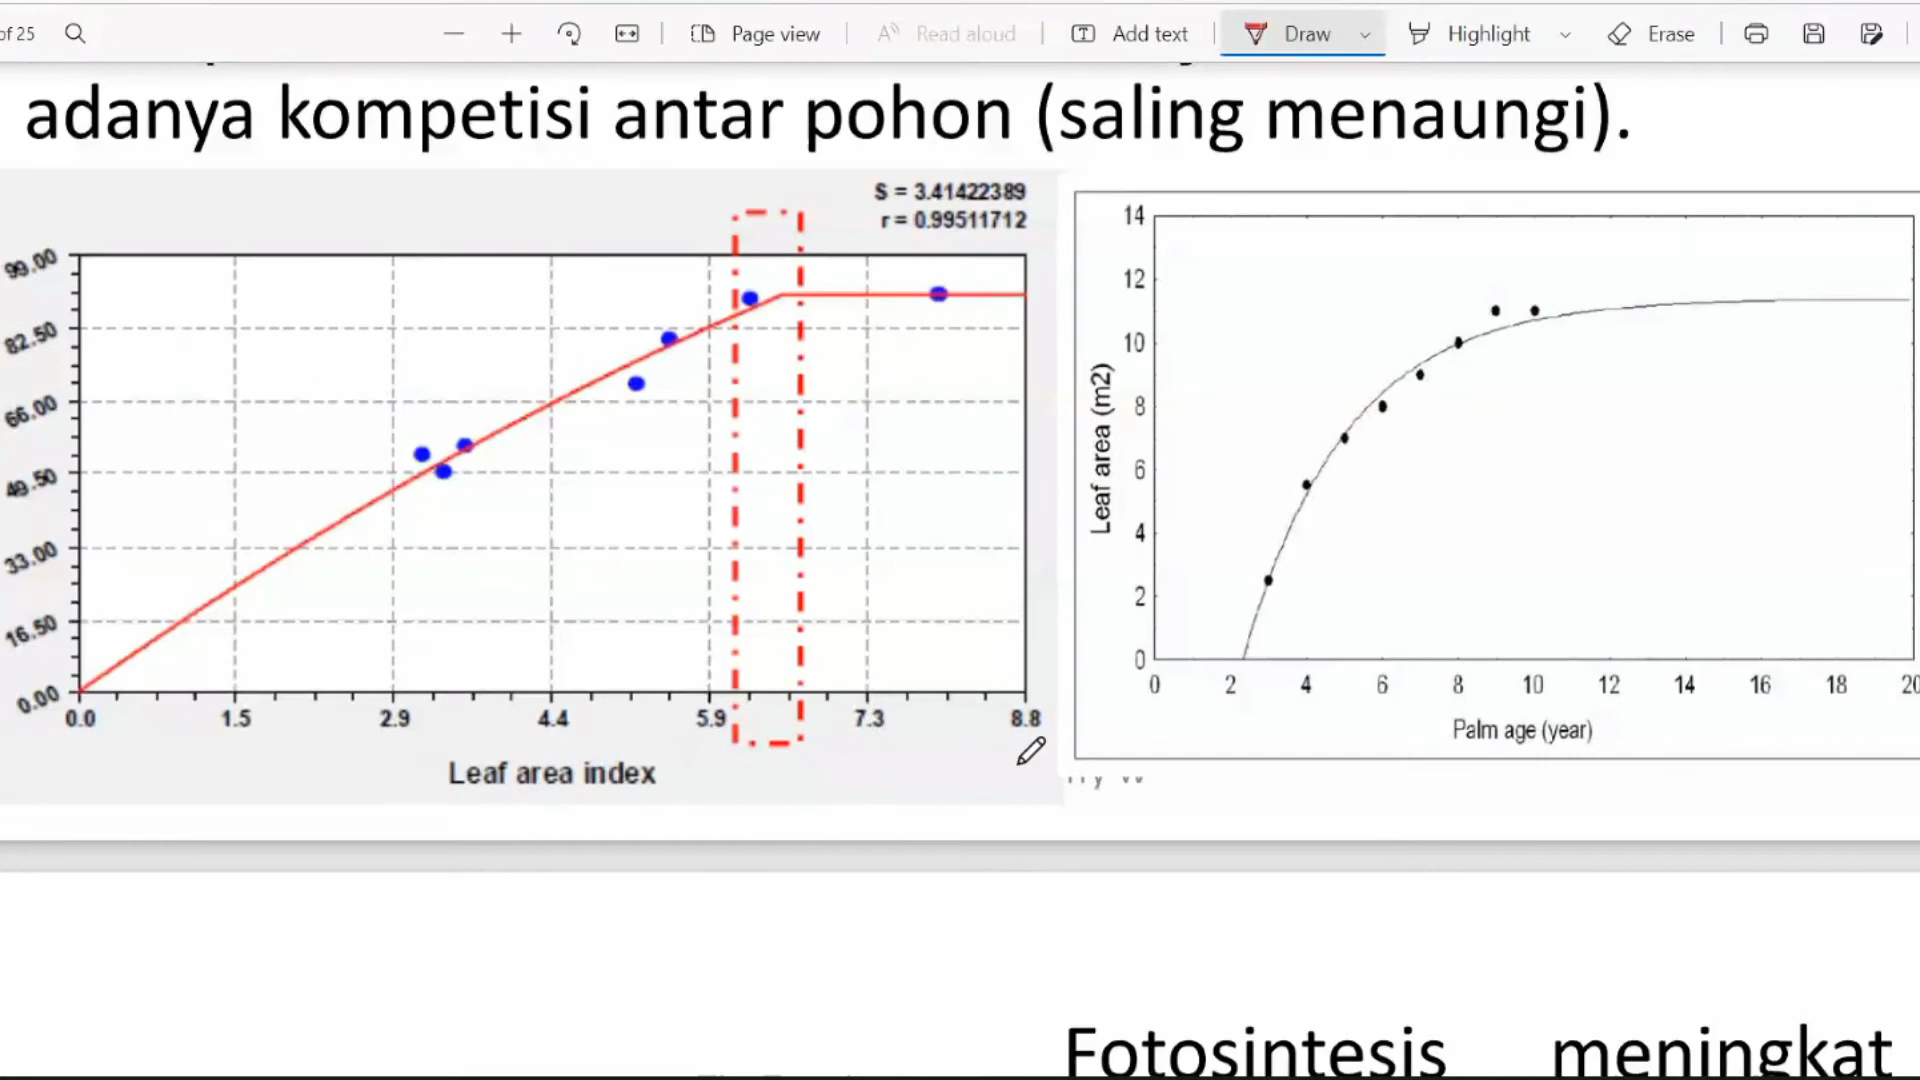 of 25
Page view
Read aloud
Add text
Draw
Highlight
Erase
adanya kompetisi antar pohon (saling menaungi).
S = 3.41422389
r = 0.99511712
99.00
82.50
66.00
49.50
33.00
16.50
0.00
0.0 1.5 2.9 4.4 5.9 7.3 8.8
Leaf area index
14
12
10
8
6
4
2
0
Leaf area (m2)
0 2 4 6 8 10 12 14 16 18 20
Palm age (year)
Fotosintesis meningkat